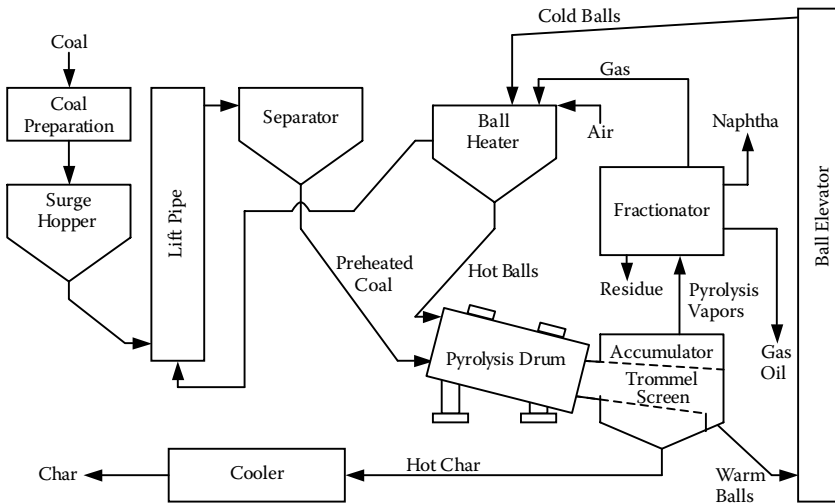 Cold Balls
Coal
Gas
Coal
Preparation
Separator
Ball
Heater
Air
Naphtha
Surge
Hopper
Lift Pipe
Fractionator
Ball Elevator
Preheated
Coal
Hot Balls
Residue
Pyrolysis
Vapors
Pyrolysis Drum
Accumulator
Gas
Oil
Trommel
Screen
Char
Cooler
Hot Char
Warm
Balls